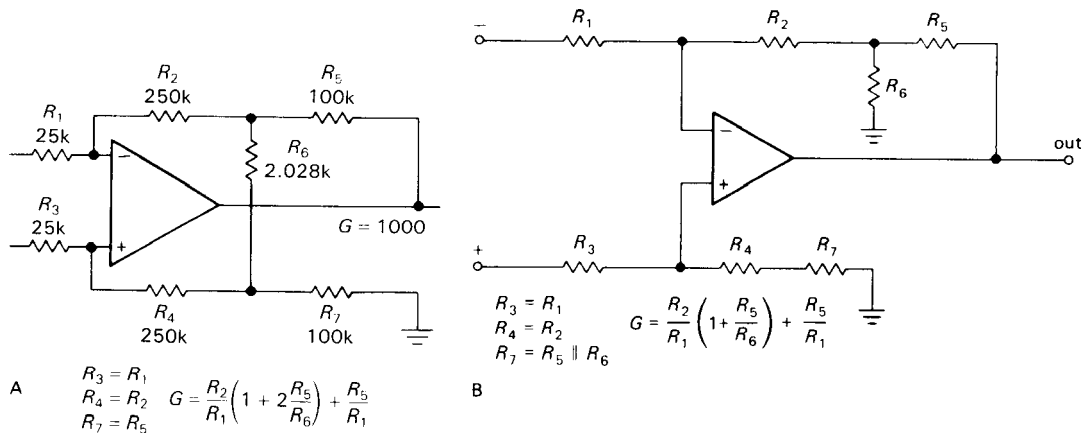 R1
25k
R2
250k
R5
100k
R6
2.028k
−
+
R3
25k
G = 1000
R4
250k
R7
100k
A
R3 = R1
R4 = R2
R7 = R5
G = R2/R1 (1 + 2 R5/R6) + R5/R1
−
R1
R2
R5
R6
−
+
out
+
R3
R4
R7
R3 = R1
R4 = R2
R7 = R5 ∥ R6
G = R2/R1 (1 + R5/R6) + R5/R1
B